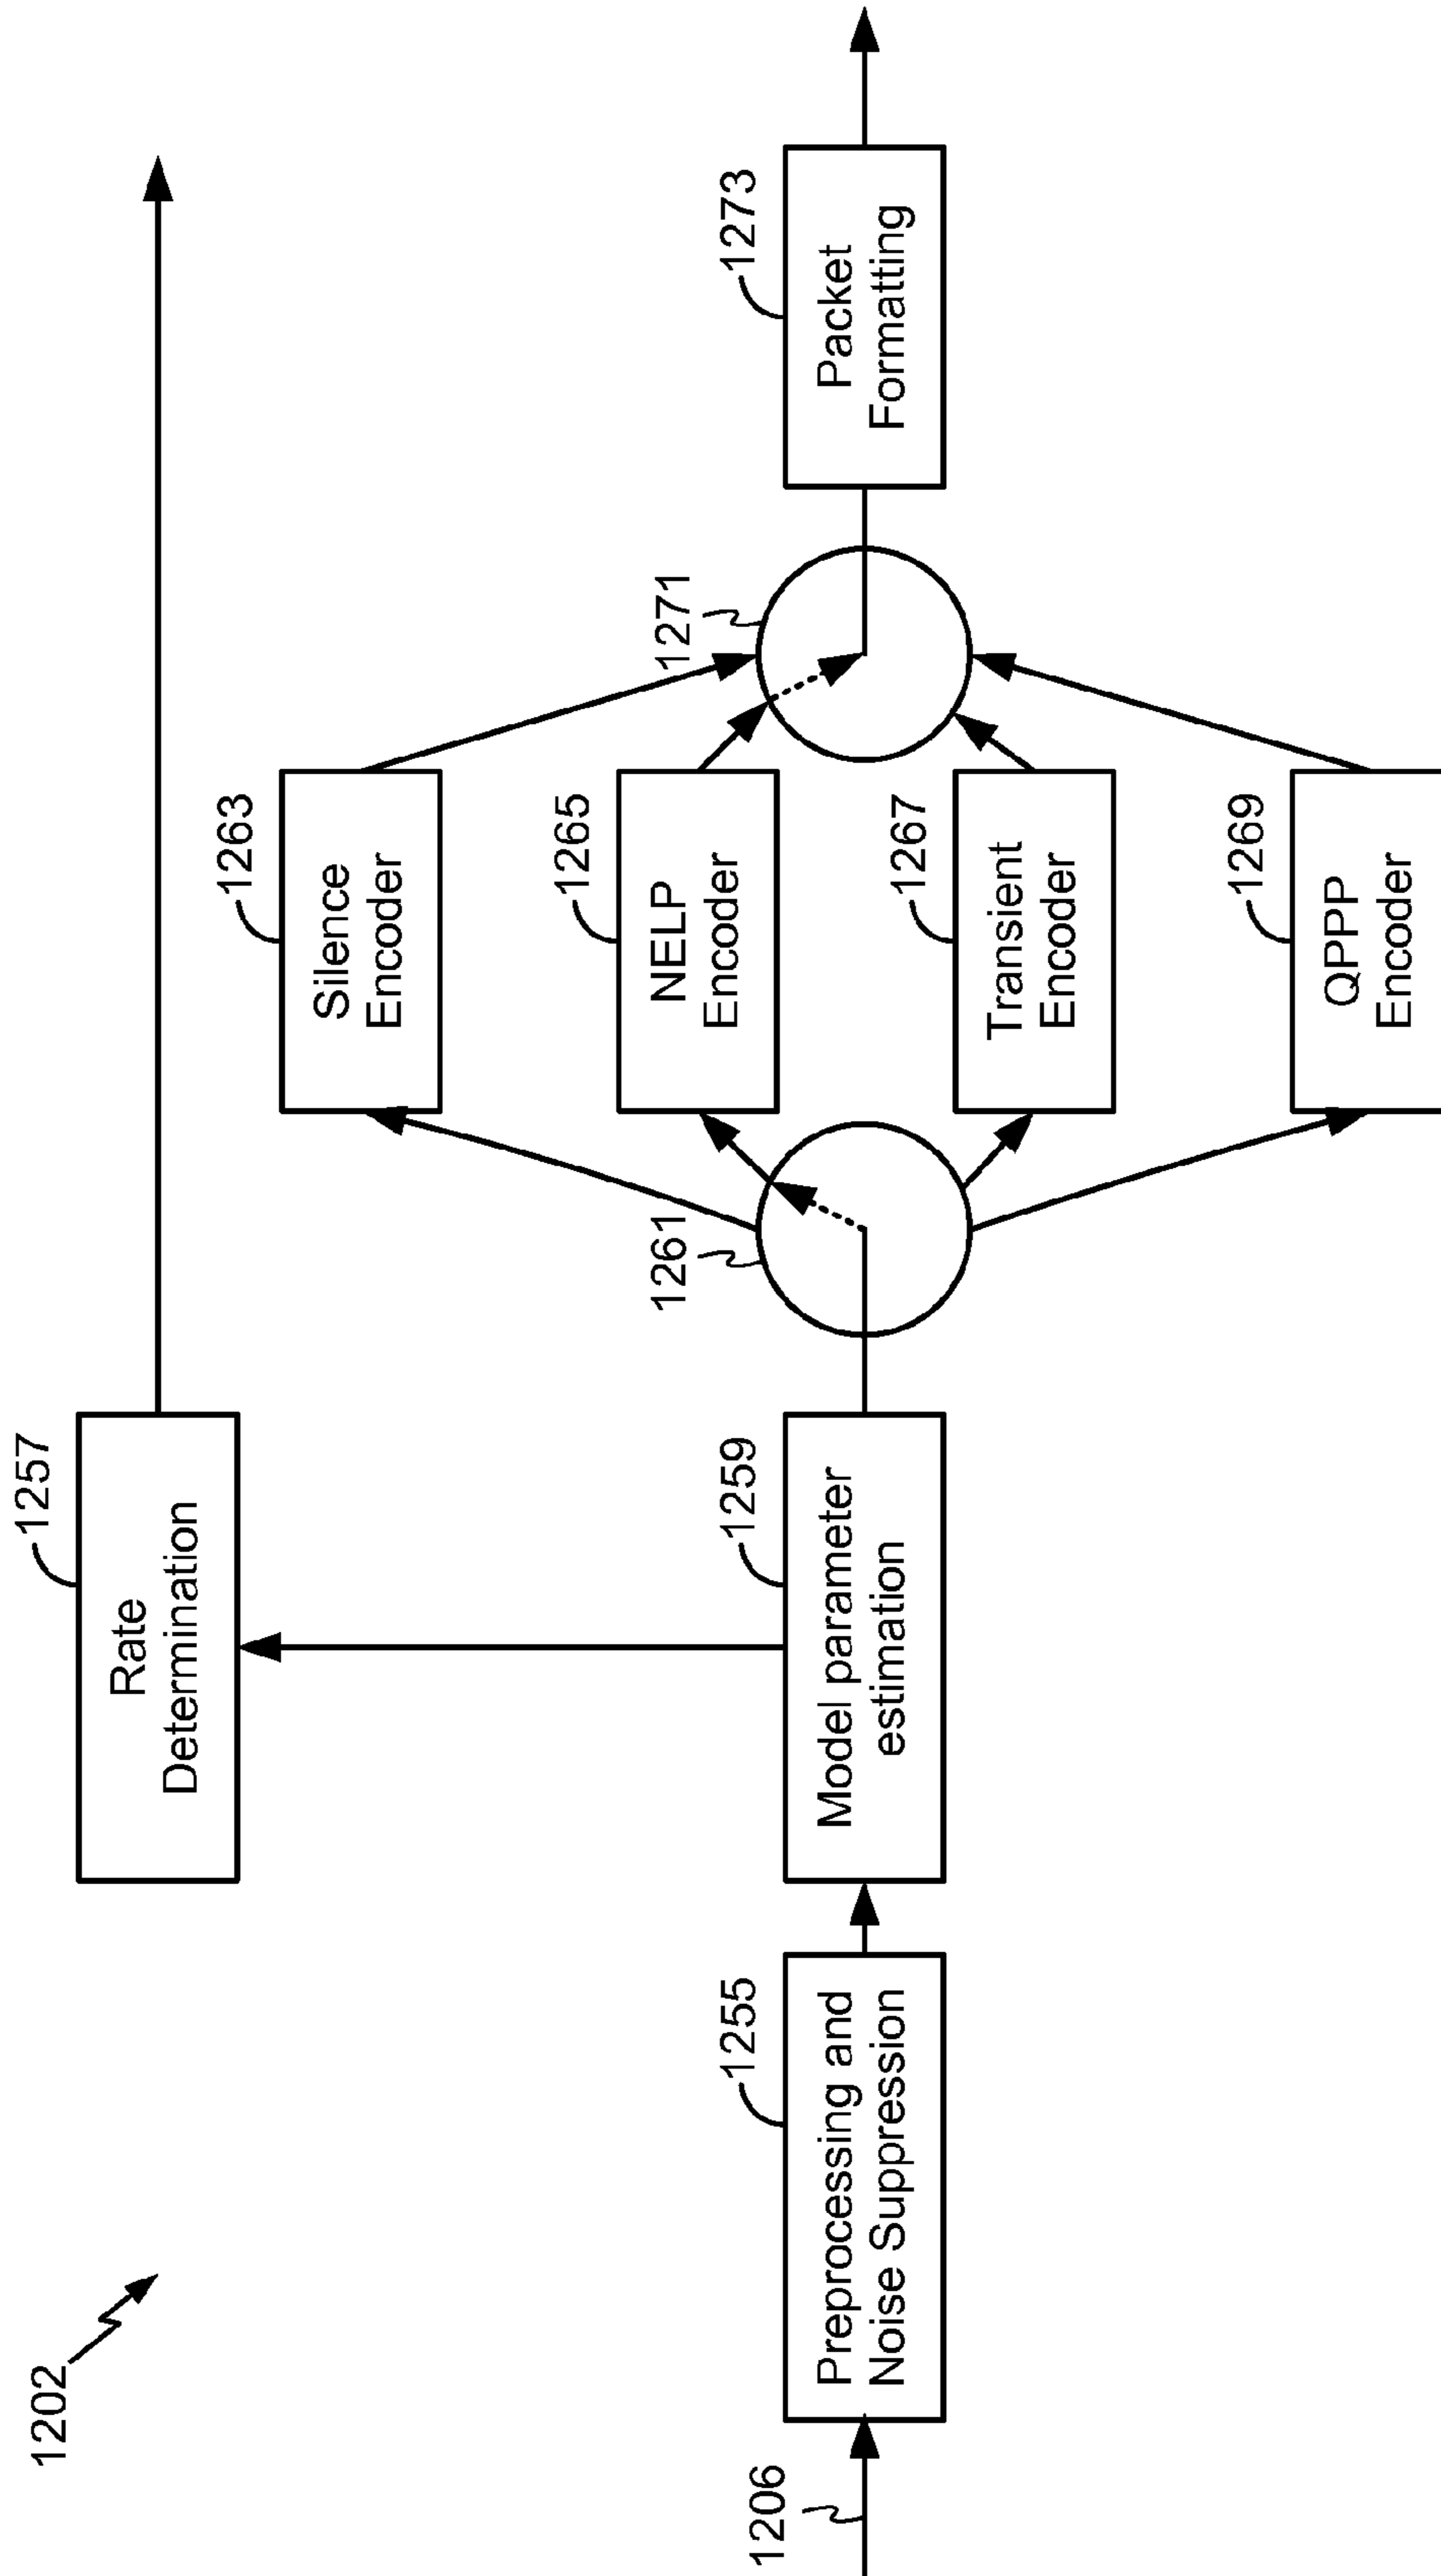 1202
1257
Rate
Determination
1263
Silence
Encoder
1265
NELP
Encoder
1206
1255
Preprocessing and
Noise Suppression
1259
Model parameter
estimation
1261
1271
1273
Packet
Formatting
1267
Transient
Encoder
1269
QPPP
Encoder